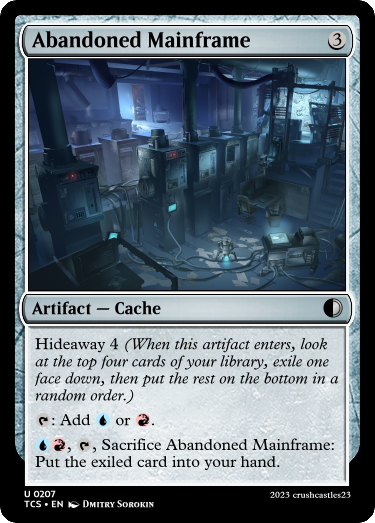 Abandoned Mainframe 3
Artifact — Cache
Hideaway 4 (When this artifact enters, look
at the top four cards of your library, exile one
face down, then put the rest on the bottom in a
random order.)
: Add or .
, , Sacrifice Abandoned Mainframe:
Put the exiled card into your hand.
U 0207
TCS • EN Dmitry Sorokin
2023 crushcastles23